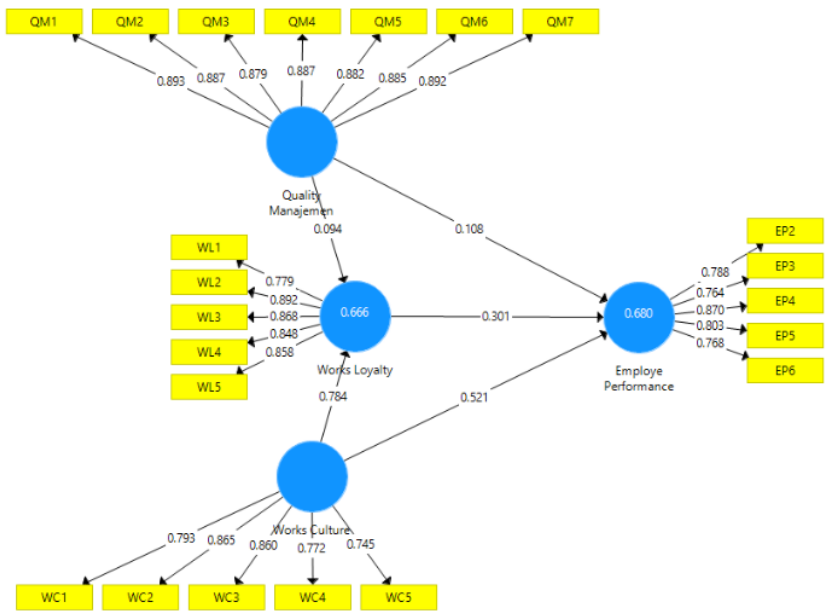 QM1 QM2 QM3 QM4 QM5 QM6 QM7
0.893 0.887 0.879 0.887 0.882 0.885 0.892
Quality
Manajemen
0.094
0.108
WL1
WL2
WL3
WL4
WL5
0.779
0.892
0.868
0.848
0.858
0.666
Works Loyalty
0.301
0.680
Employe
Performance
0.788
0.764
0.870
0.803
0.768
EP2
EP3
EP4
EP5
EP6
0.784
0.521
Works Culture
0.793 0.865 0.860 0.772 0.745
WC1 WC2 WC3 WC4 WC5